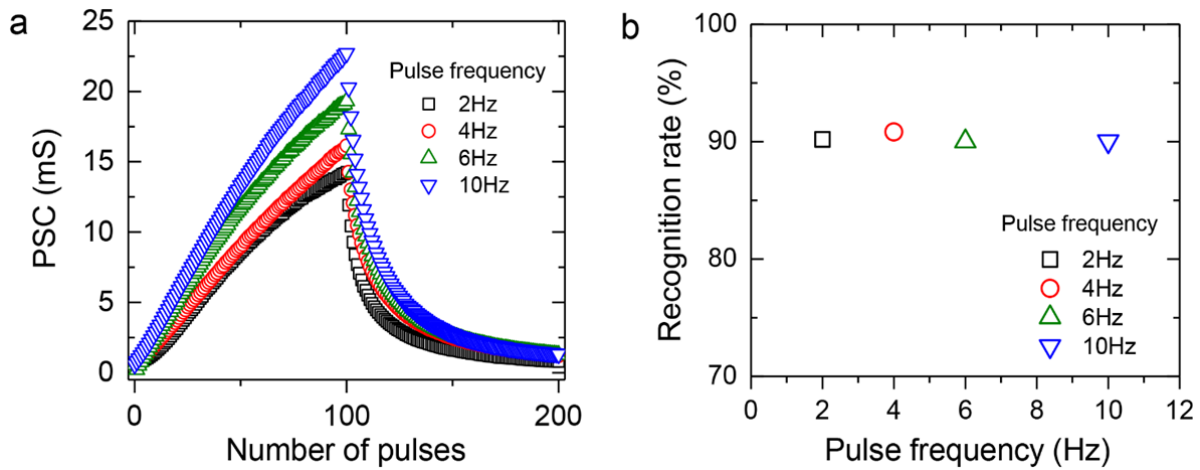 a
25
20
15
10
5
0
PSC (mS)
Pulse frequency
2Hz
4Hz
6Hz
10Hz
0
100
200
Number of pulses
b
100
90
80
70
Recognition rate (%)
Pulse frequency
2Hz
4Hz
6Hz
10Hz
0
2
4
6
8
10
12
Pulse frequency (Hz)